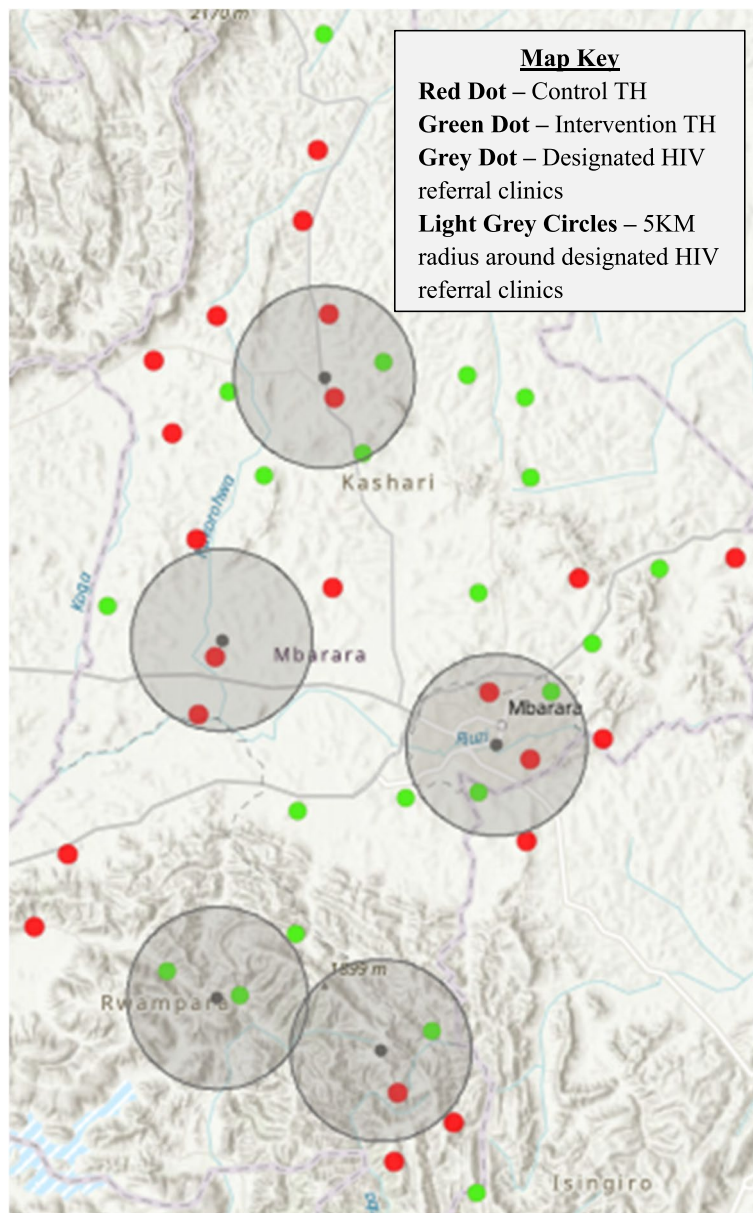 2170 m
Map Key
Red Dot – Control TH
Green Dot – Intervention TH
Grey Dot – Designated HIV
referral clinics
Light Grey Circles – 5KM
radius around designated HIV
referral clinics
Kashari
Koga
Mbarara
Mbarara
Ruzi
1899 m
Rwampara
Isingiro